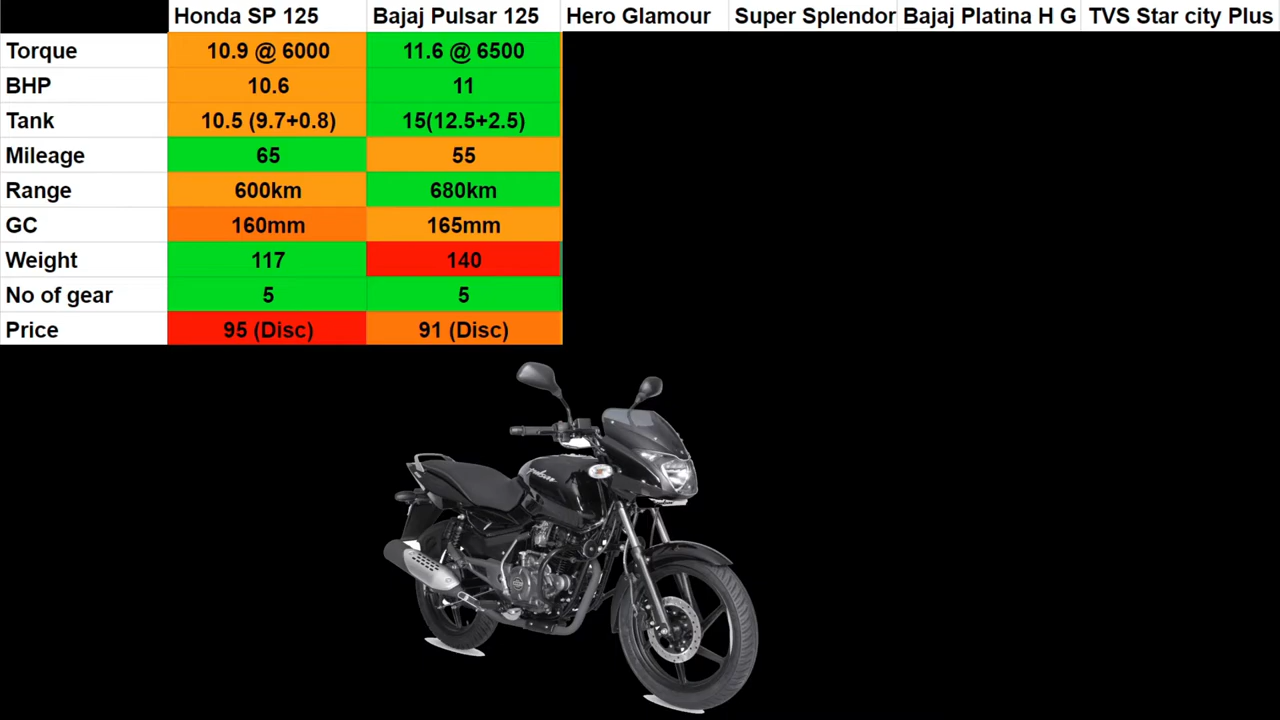 Honda SP 125 Bajaj Pulsar 125 Hero Glamour Super Splendor Bajaj Platina H G TVS Star city Plus
Torque 10.9 @ 6000 11.6 @ 6500
BHP 10.6 11
Tank 10.5 (9.7+0.8) 15(12.5+2.5)
Mileage 65 55
Range 600km 680km
GC 160mm 165mm
Weight 117 140
No of gear 5 5
Price 95 (Disc) 91 (Disc)
pulsar